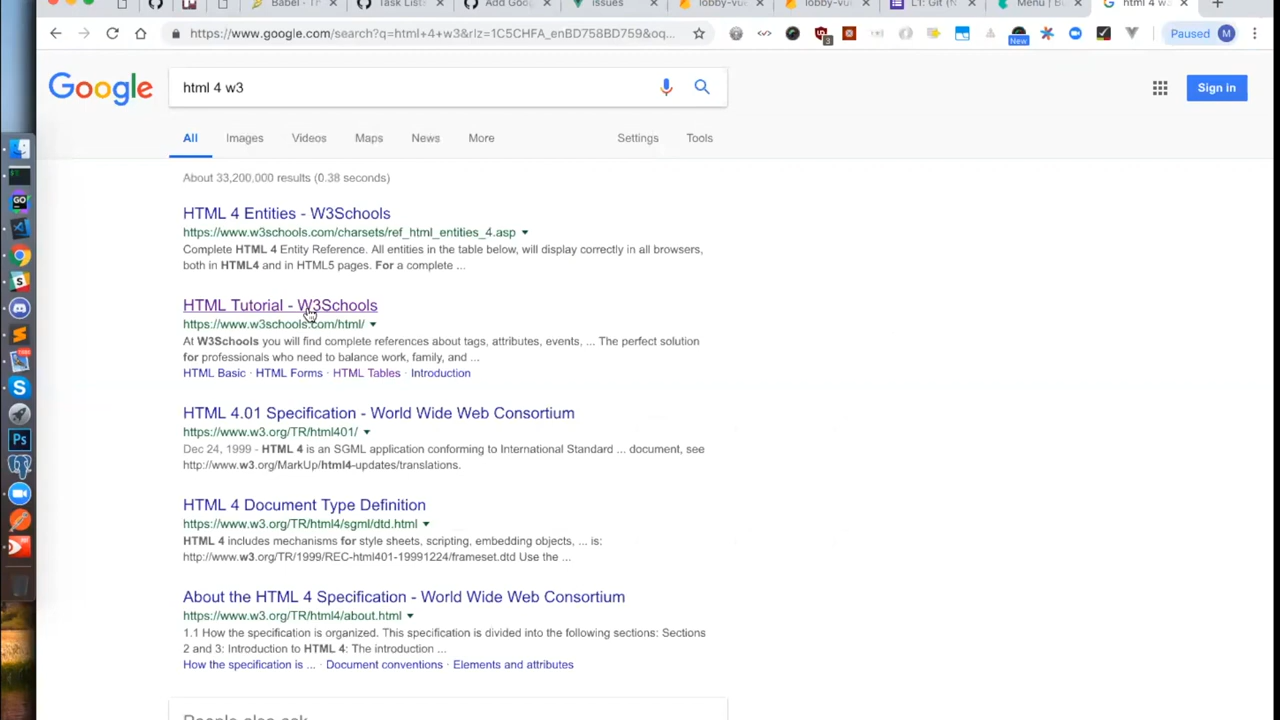 Babel - T
Task List
Add Goo
Issues
lobby-vue
lobby-vu
L1: Git (
Menu | B
html 4 w3
https://www.google.com/search?q=html+4+w3&rlz=1C5CHFA_enBD758BD759&oq...
3
New
Paused
M
Google
html 4 w3
Sign in
All
Images
Videos
Maps
News
More
Settings
Tools
About 33,200,000 results (0.38 seconds)
HTML 4 Entities - W3Schools
https://www.w3schools.com/charsets/ref_html_entities_4.asp
Complete HTML 4 Entity Reference. All entities in the table below, will display correctly in all browsers,
both in HTML4 and in HTML5 pages. For a complete ...
HTML Tutorial - W3Schools
https://www.w3schools.com/html/
At W3Schools you will find complete references about tags, attributes, events, ... The perfect solution
for professionals who need to balance work, family, and ...
HTML Basic · HTML Forms · HTML Tables · Introduction
HTML 4.01 Specification - World Wide Web Consortium
https://www.w3.org/TR/html401/
Dec 24, 1999 - HTML 4 is an SGML application conforming to International Standard ... document, see
http://www.w3.org/MarkUp/html4-updates/translations.
HTML 4 Document Type Definition
https://www.w3.org/TR/html4/sgml/dtd.html
HTML 4 includes mechanisms for style sheets, scripting, embedding objects, ... is:
http://www.w3.org/TR/1999/REC-html401-19991224/frameset.dtd Use the ...
About the HTML 4 Specification - World Wide Web Consortium
https://www.w3.org/TR/html4/about.html
1.1 How the specification is organized. This specification is divided into the following sections: Sections
2 and 3: Introduction to HTML 4: The introduction ...
How the specification is ... · Document conventions · Elements and attributes
People also ask
GO
Ps